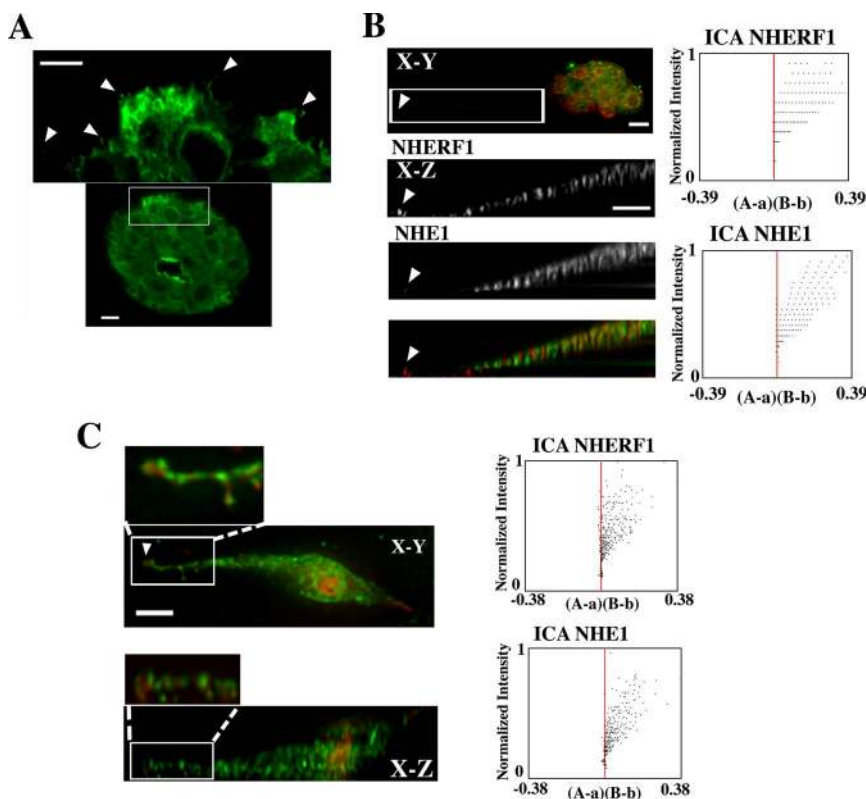 A
B
X-Y
NHERF1
X-Z
NHE1
ICA NHERF1
Normalized Intensity
1
0
-0.39
0.39
(A-a)(B-b)
ICA NHE1
Normalized Intensity
1
0
-0.39
0.39
(A-a)(B-b)
C
X-Y
X-Z
ICA NHERF1
Normalized Intensity
1
0
-0.38
0.38
(A-a)(B-b)
ICA NHE1
Normalized Intensity
1
0
-0.38
0.38
(A-a)(B-b)